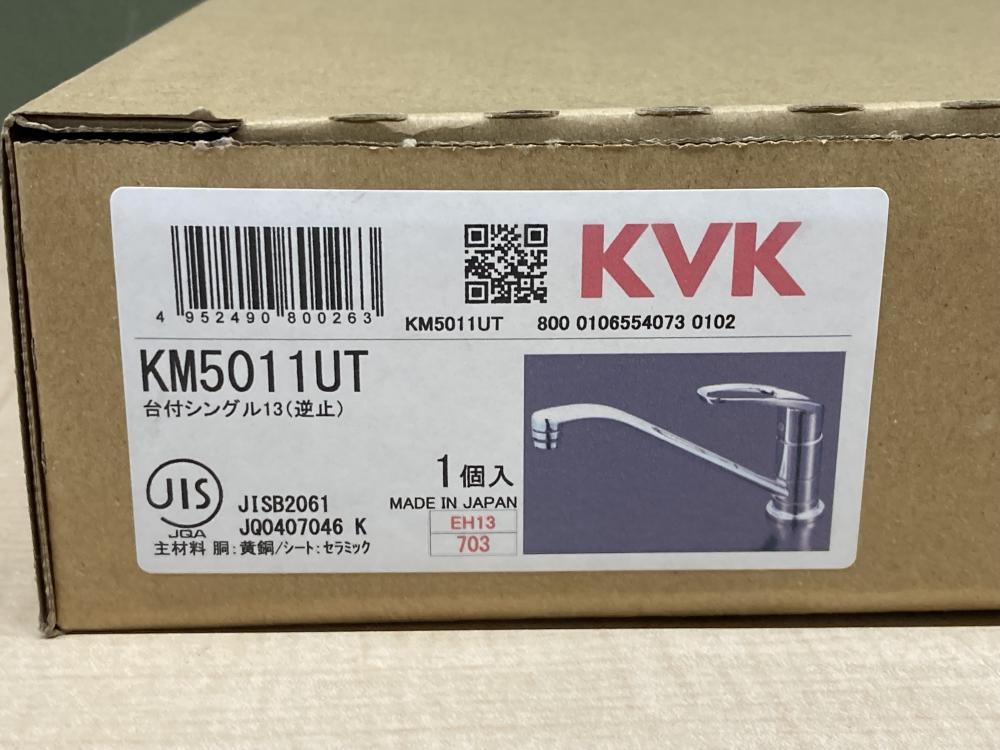 KVK
4 952490 800263
KM5011UT 800 0106554073 0102
KM5011UT
台付シングル13(逆止)
1個入
MADE IN JAPAN
EH13
703
JIS
JQA
JISB2061
JQ0407046 K
主材料 胴:黄銅/シート:セラミック